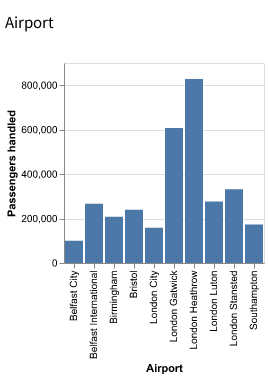 Airport
Passengers handled
800,000
600,000
400,000
200,000
0
Belfast City
Belfast International
Birmingham
Bristol
London City
London Gatwick
London Heathrow
London Luton
London Stansted
Southampton
Airport